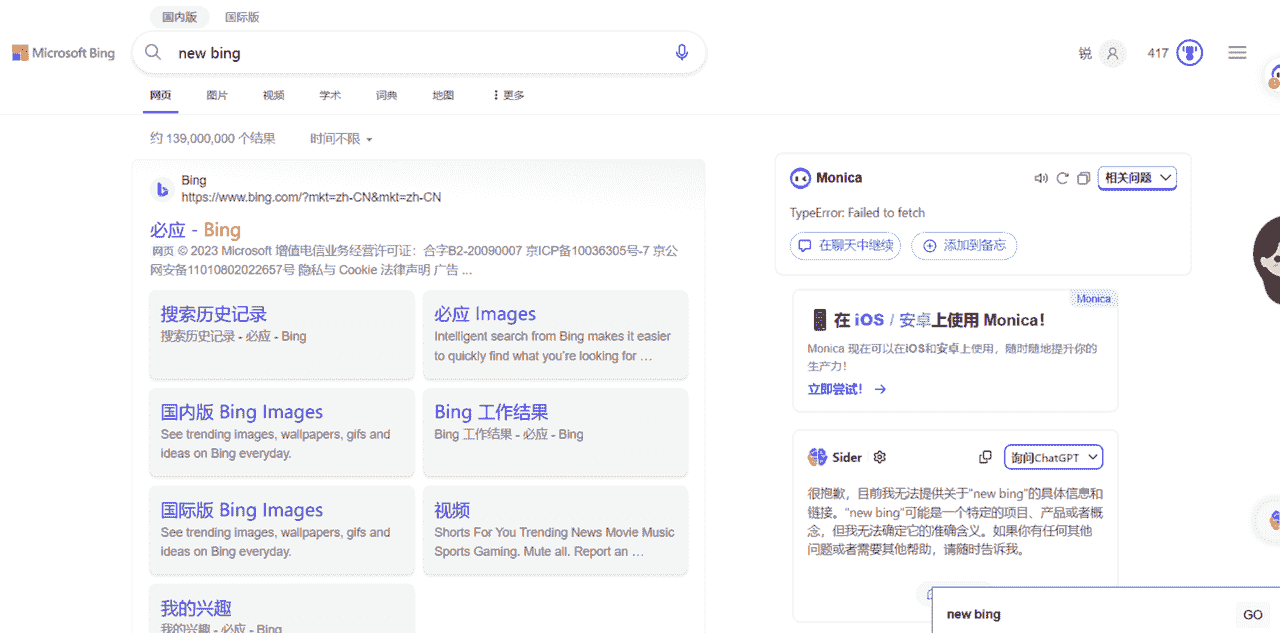 国内版 国际版
Microsoft Bing
new bing
锐
417
网页 图片 视频 学术 词典 地图 更多
约 139,000,000 个结果 时间不限
Bing
https://www.bing.com/?mkt=zh-CN&mkt=zh-CN
必应 - Bing
网页 © 2023 Microsoft 增值电信业务经营许可证：合字B2-20090007 京ICP备10036305号-7 京公
网安备11010802022657号 隐私与 Cookie 法律声明 广告 ...
搜索历史记录
搜索历史记录 - 必应 - Bing
必应 Images
Intelligent search from Bing makes it easier
to quickly find what you're looking for …
国内版 Bing Images
See trending images, wallpapers, gifs and
ideas on Bing everyday.
Bing 工作结果
Bing 工作结果 - 必应 - Bing
国际版 Bing Images
See trending images, wallpapers, gifs and
ideas on Bing everyday.
视频
Shorts For You Trending News Movie Music
Sports Gaming. Mute all. Report an …
我的兴趣
我的兴趣 - 必应 - Bing
Monica
相关问题
TypeError: Failed to fetch
在聊天中继续 添加到备忘
Monica
在 iOS / 安卓上使用 Monica！
Monica 现在可以在iOS和安卓上使用，随时随地提升你的
生产力！
立即尝试！ →
Sider
询问ChatGPT
很抱歉，目前我无法提供关于"new bing"的具体信息和
链接。"new bing"可能是一个特定的项目、产品或者概
念，但我无法确定它的准确含义。如果你有任何其他
问题或者需要其他帮助，请随时告诉我。
new bing
GO